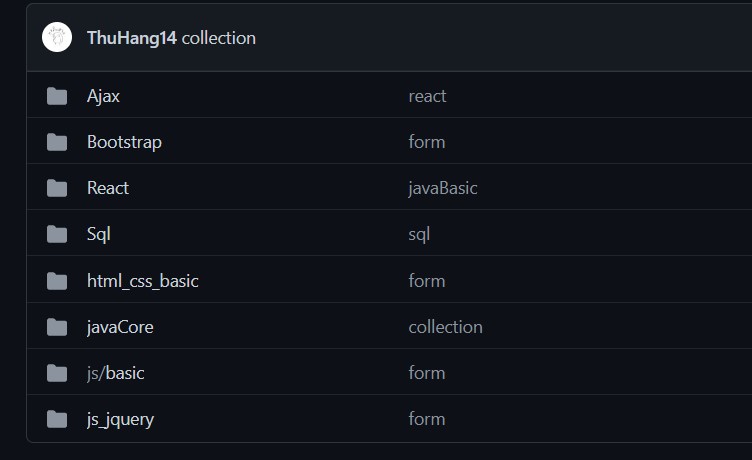 ThuHang14 collection
Ajax react
Bootstrap form
React javaBasic
Sql sql
html_css_basic form
javaCore collection
js/basic form
js_jquery form